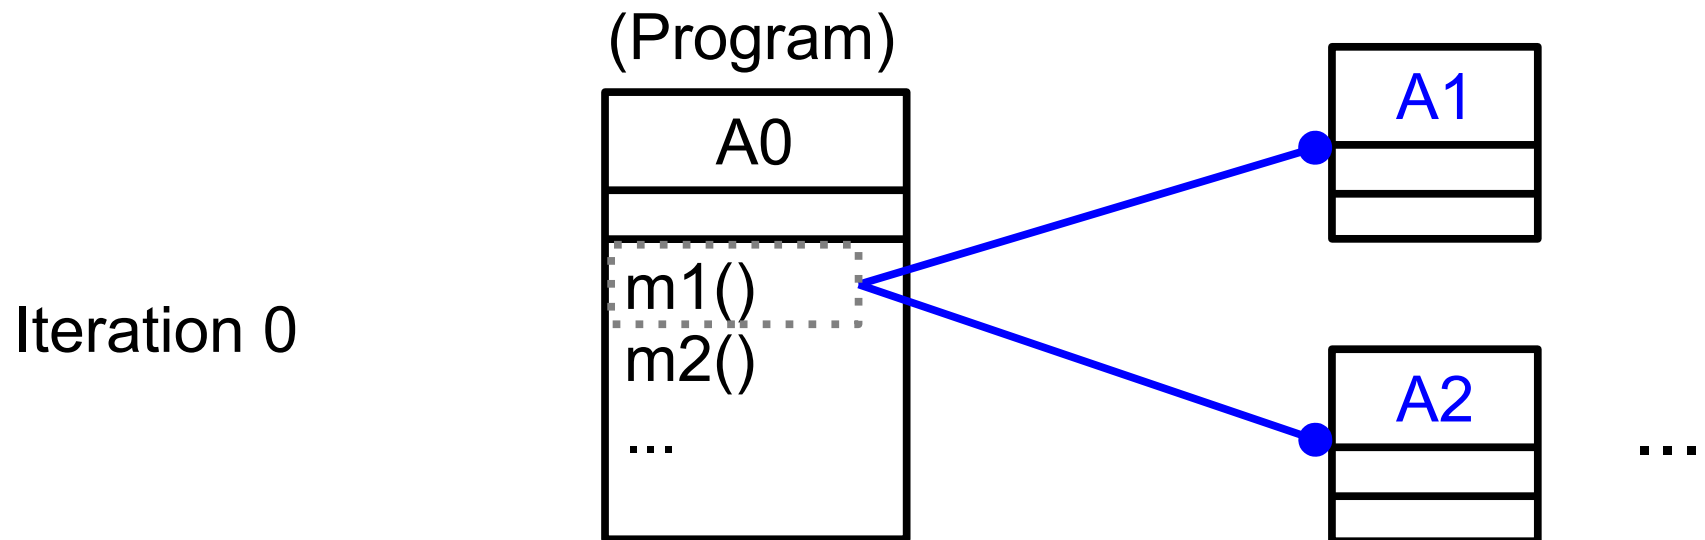 (Program)
A0
m1()
m2()
...
Iteration 0
A1
A2
...